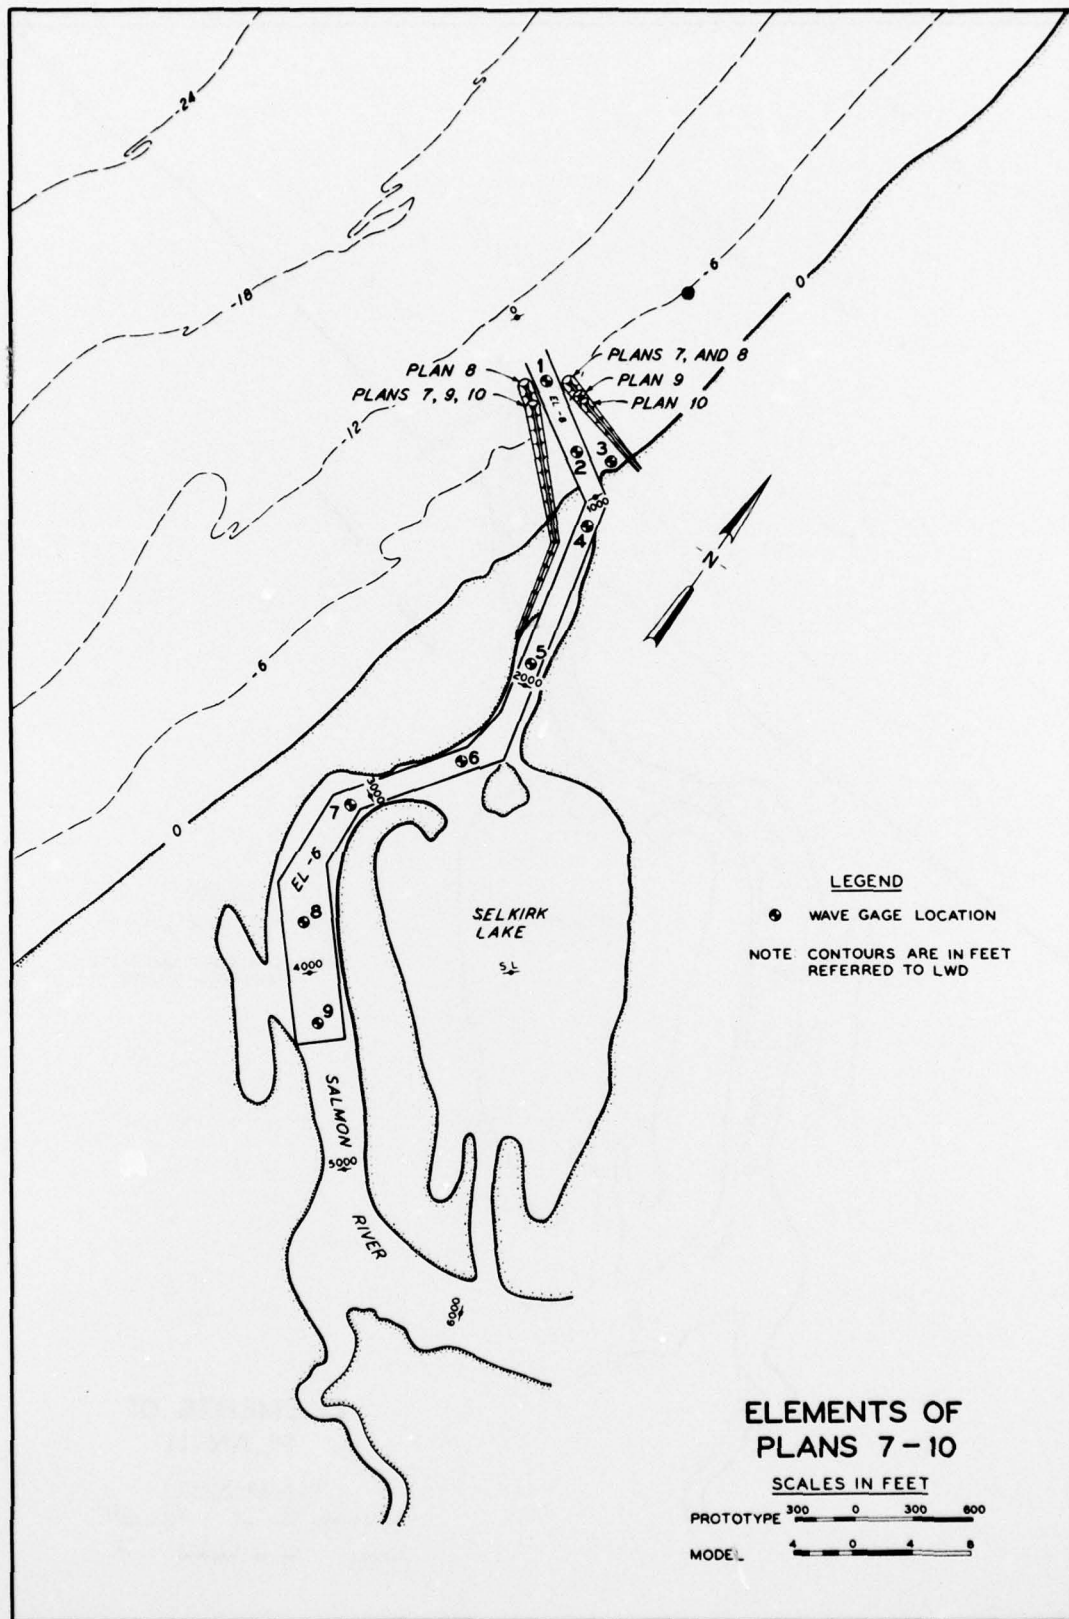 -24
-18
-12
-6
-6
0
0
0
PLAN 8
PLANS 7, 9, 10
PLANS 7, AND 8
PLAN 9
PLAN 10
1
EL -8
2
3
1000
4
5
2000
6
3000
7
EL -6
8
4000
9
N
SELKIRK
LAKE
S.L
SALMON
5000
RIVER
6000
LEGEND
WAVE GAGE LOCATION
NOTE: CONTOURS ARE IN FEET
REFERRED TO LWD
ELEMENTS OF
PLANS 7-10
SCALES IN FEET
PROTOTYPE 300 0 300 600
MODEL 4 0 4 8